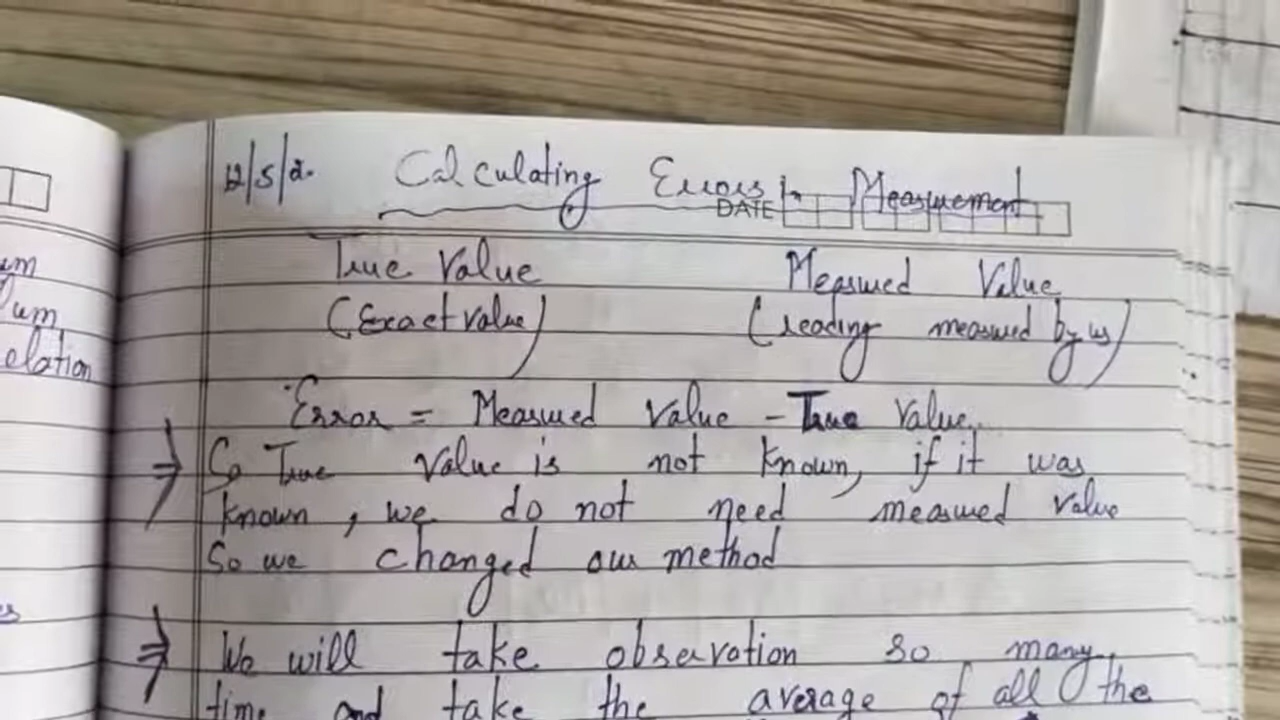 12/5/2.
Calculating Errors In Measurement
DATE
True Value
Measured Value
(Exact value)
(reading measured by us)
Error = Measured Value - True Value.
⇒ So True Value is not known, if it was
known, we do not need measured value
So we changed our method
⇒ We will take observation so many
time and take the average of all the
um
um
elation